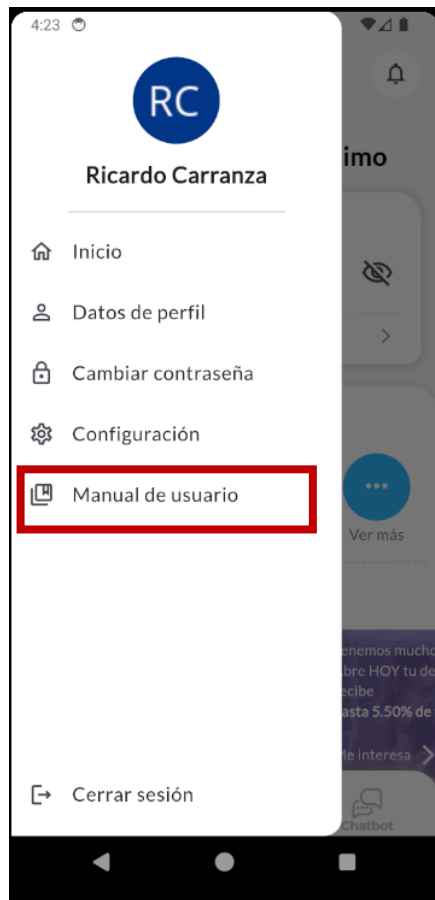 4:23
RC
Ricardo Carranza
imo
Inicio
Datos de perfil
Cambiar contraseña
Configuración
Manual de usuario
Ver más
enemos mucho
bre HOY tu de
ecibe
asta 5.50% de
Me interesa
Cerrar sesión
Chatbot